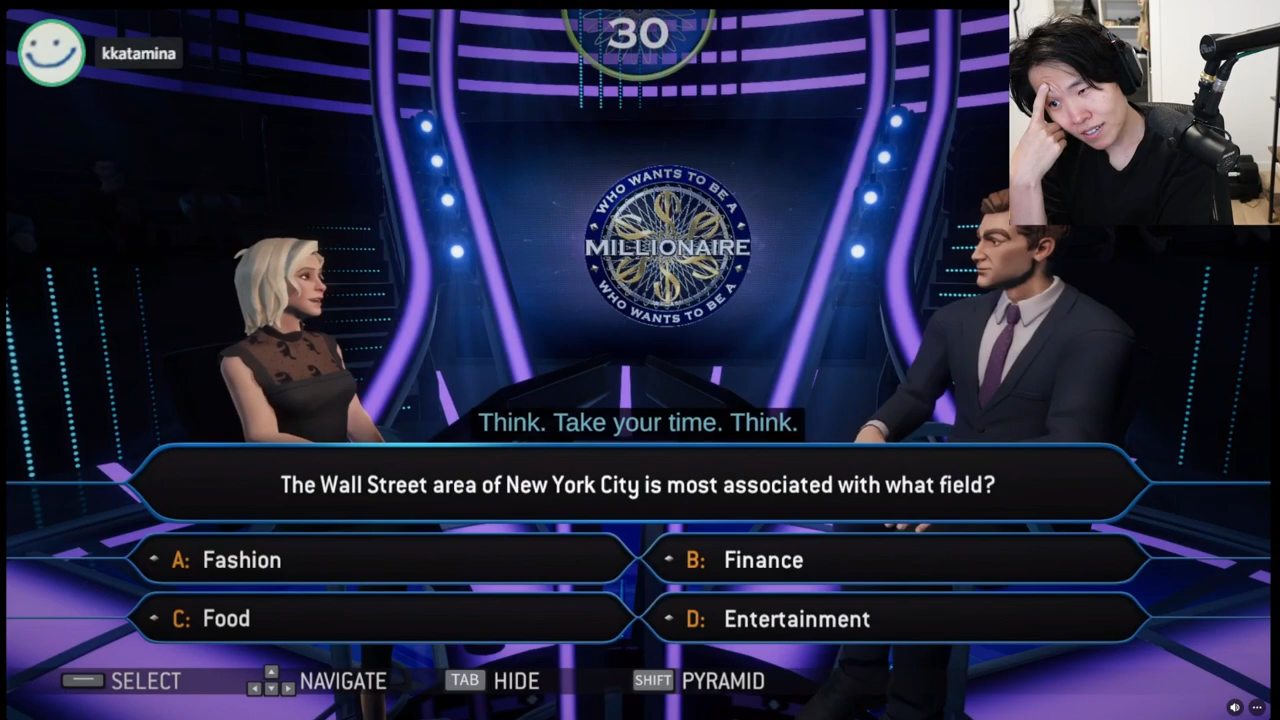 30
kkatamina
WHO WANTS TO BE A
MILLIONAIRE
WHO WANTS TO BE A
Think. Take your time. Think.
The Wall Street area of New York City is most associated with what field?
A: Fashion
B: Finance
C: Food
D: Entertainment
SELECT
NAVIGATE
TAB HIDE
SHIFT PYRAMID